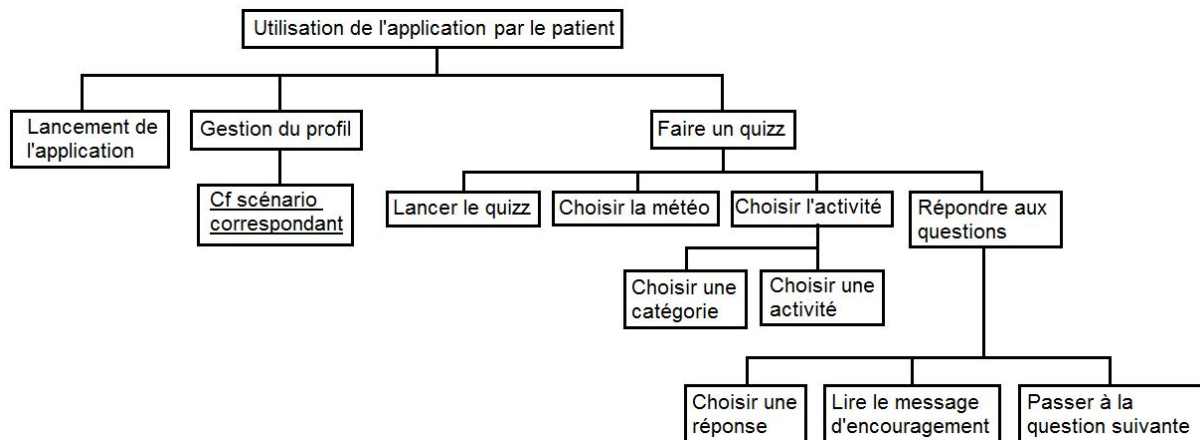 Utilisation de l'application par le patient
Lancement de
l'application
Gestion du profil
Faire un quizz
Cf scénario
correspondant
Lancer le quizz
Choisir la météo
Choisir l'activité
Répondre aux
questions
Choisir une
catégorie
Choisir une
activité
Choisir une
réponse
Lire le message
d'encouragement
Passer à la
question suivante